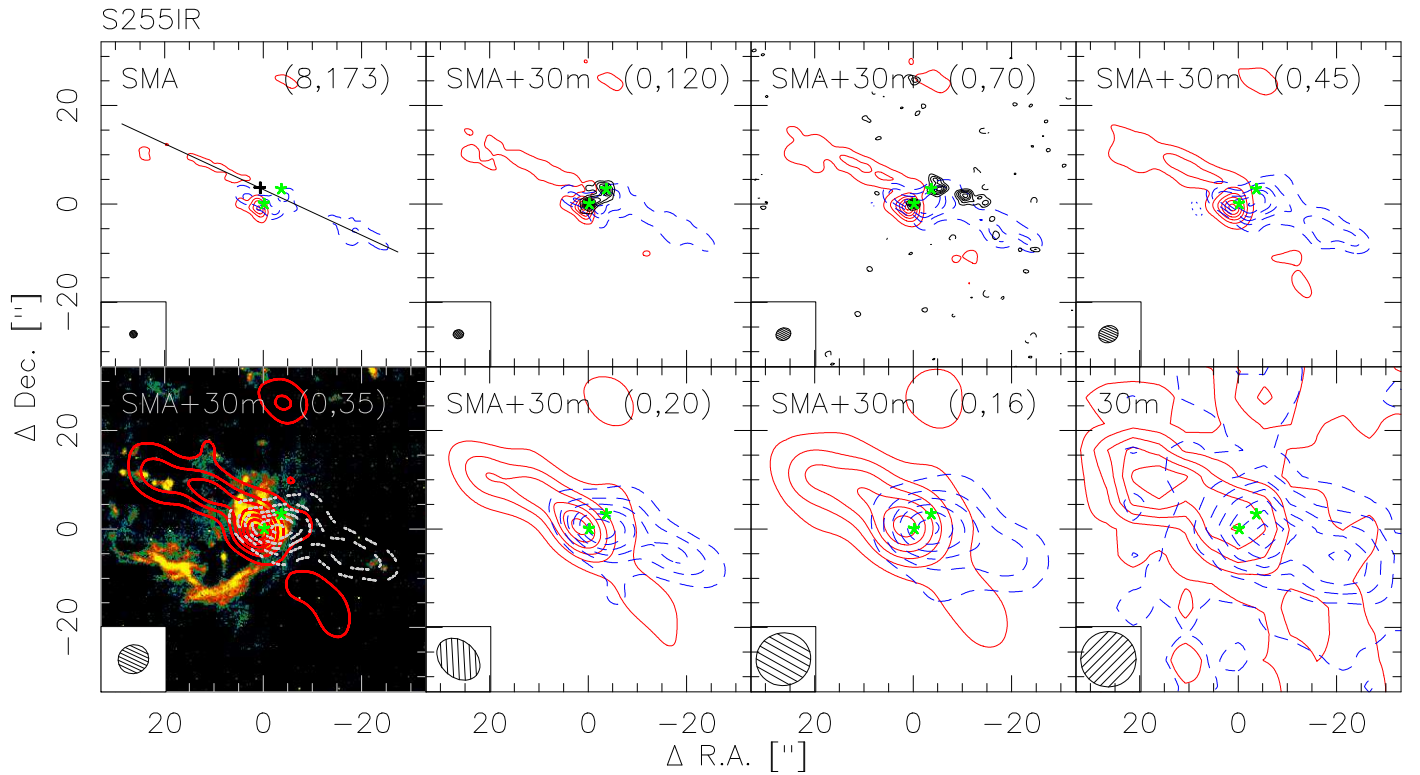 S255IR
SMA (8,173)
SMA+30m (0,120)
SMA+30m (0,70)
SMA+30m (0,45)
20
0
−20
SMA+30m (0,35)
SMA+30m (0,20)
SMA+30m (0,16)
30m
20
0
−20
Δ Dec. ["]
20 0 −20 20 0 −20 20 0 −20 20 0 −20
Δ R.A. ["]